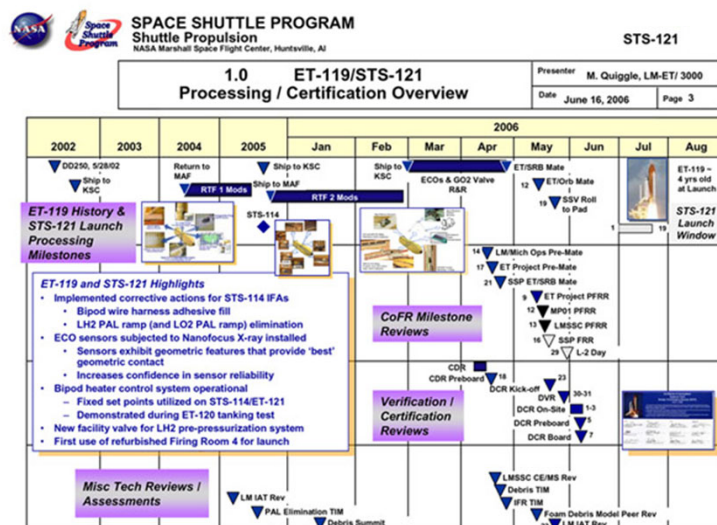 NASA
Space Shuttle Program
SPACE SHUTTLE PROGRAM
Shuttle Propulsion
NASA Marshall Space Flight Center, Huntsville, Al
STS-121
1.0 ET-119/STS-121
Processing / Certification Overview
Presenter M. Quiggle, LM-ET/ 3000
Date June 16, 2006 Page 3
2006
2002 2003 2004 2005 Jan Feb Mar Apr May Jun Jul Aug
DD250, 5/28/02
Ship to KSC
Return to MAF
RTF 1 Mods
Ship to KSC
Ship to MAF
RTF 2 Mods
STS-114
Ship to KSC
ECOs & GO2 Valve R&R
ET/SRB Mate
12 ET/Orb Mate
19 SSV Roll to Pad
1 19
ET-119 ~ 4 yrs old at Launch
STS-121 Launch Window
ET-119 History &
STS-121 Launch
Processing
Milestones
14 LM/Mich Ops Pre-Mate
17 ET Project Pre-Mate
21 SSP ET/SRB Mate
9 ET Project PFRR
12 MP01 PFRR
13 LMSSC PFRR
16 SSP FRR
29 L-2 Day
CoFR Milestone
Reviews
ET-119 and STS-121 Highlights
• Implemented corrective actions for STS-114 IFAs
• Bipod wire harness adhesive fill
• LH2 PAL ramp (and LO2 PAL ramp) elimination
• ECO sensors subjected to Nanofocus X-ray installed
• Sensors exhibit geometric features that provide 'best'
geometric contact
• Increases confidence in sensor reliability
• Bipod heater control system operational
– Fixed set points utilized on STS-114/ET-121
– Demonstrated during ET-120 tanking test
• New facility valve for LH2 pre-pressurization system
• First use of refurbished Firing Room 4 for launch
CDR
CDR Preboard 18
DCR Kick-off 23
DVR 30-31
DCR On-Site 1-3
DCR Preboard 5
DCR Board 7
Verification /
Certification
Reviews
Misc Tech Reviews /
Assessments
LM IAT Rev
PAL Elimination TIM
Debris Summit
LMSSC CE/MS Rev
Debris TIM
IFR TIM
Foam Debris Model Peer Rev
LM IAT Rev